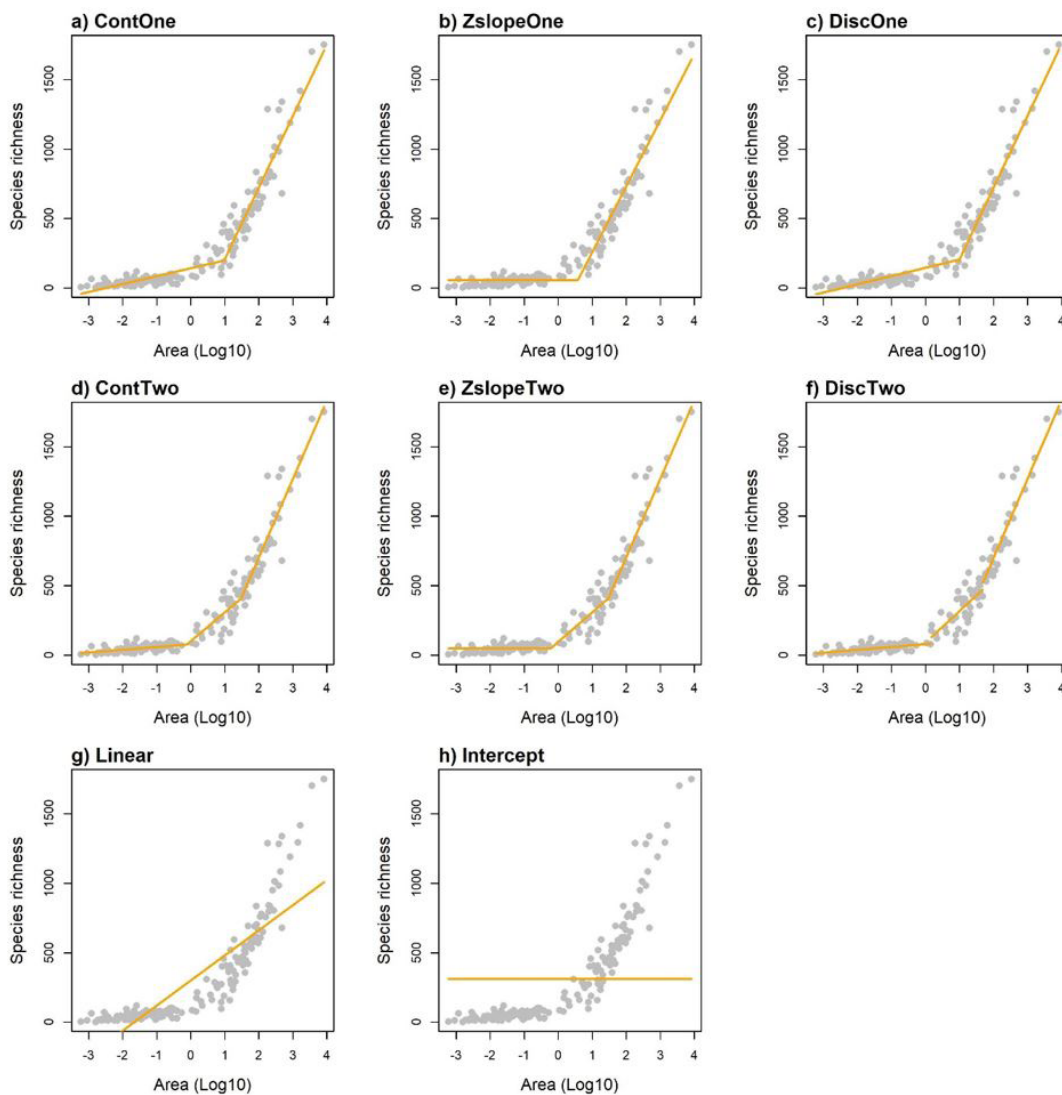 a) ContOne
b) ZslopeOne
c) DiscOne
Species richness
0 500 1000 1500
-3 -2 -1 0 1 2 3 4
Area (Log10)
Species richness
0 500 1000 1500
-3 -2 -1 0 1 2 3 4
Area (Log10)
Species richness
0 500 1000 1500
-3 -2 -1 0 1 2 3 4
Area (Log10)
d) ContTwo
e) ZslopeTwo
f) DiscTwo
Species richness
0 500 1000 1500
-3 -2 -1 0 1 2 3 4
Area (Log10)
Species richness
0 500 1000 1500
-3 -2 -1 0 1 2 3 4
Area (Log10)
Species richness
0 500 1000 1500
-3 -2 -1 0 1 2 3 4
Area (Log10)
g) Linear
h) Intercept
Species richness
0 500 1000 1500
-3 -2 -1 0 1 2 3 4
Area (Log10)
Species richness
0 500 1000 1500
-3 -2 -1 0 1 2 3 4
Area (Log10)